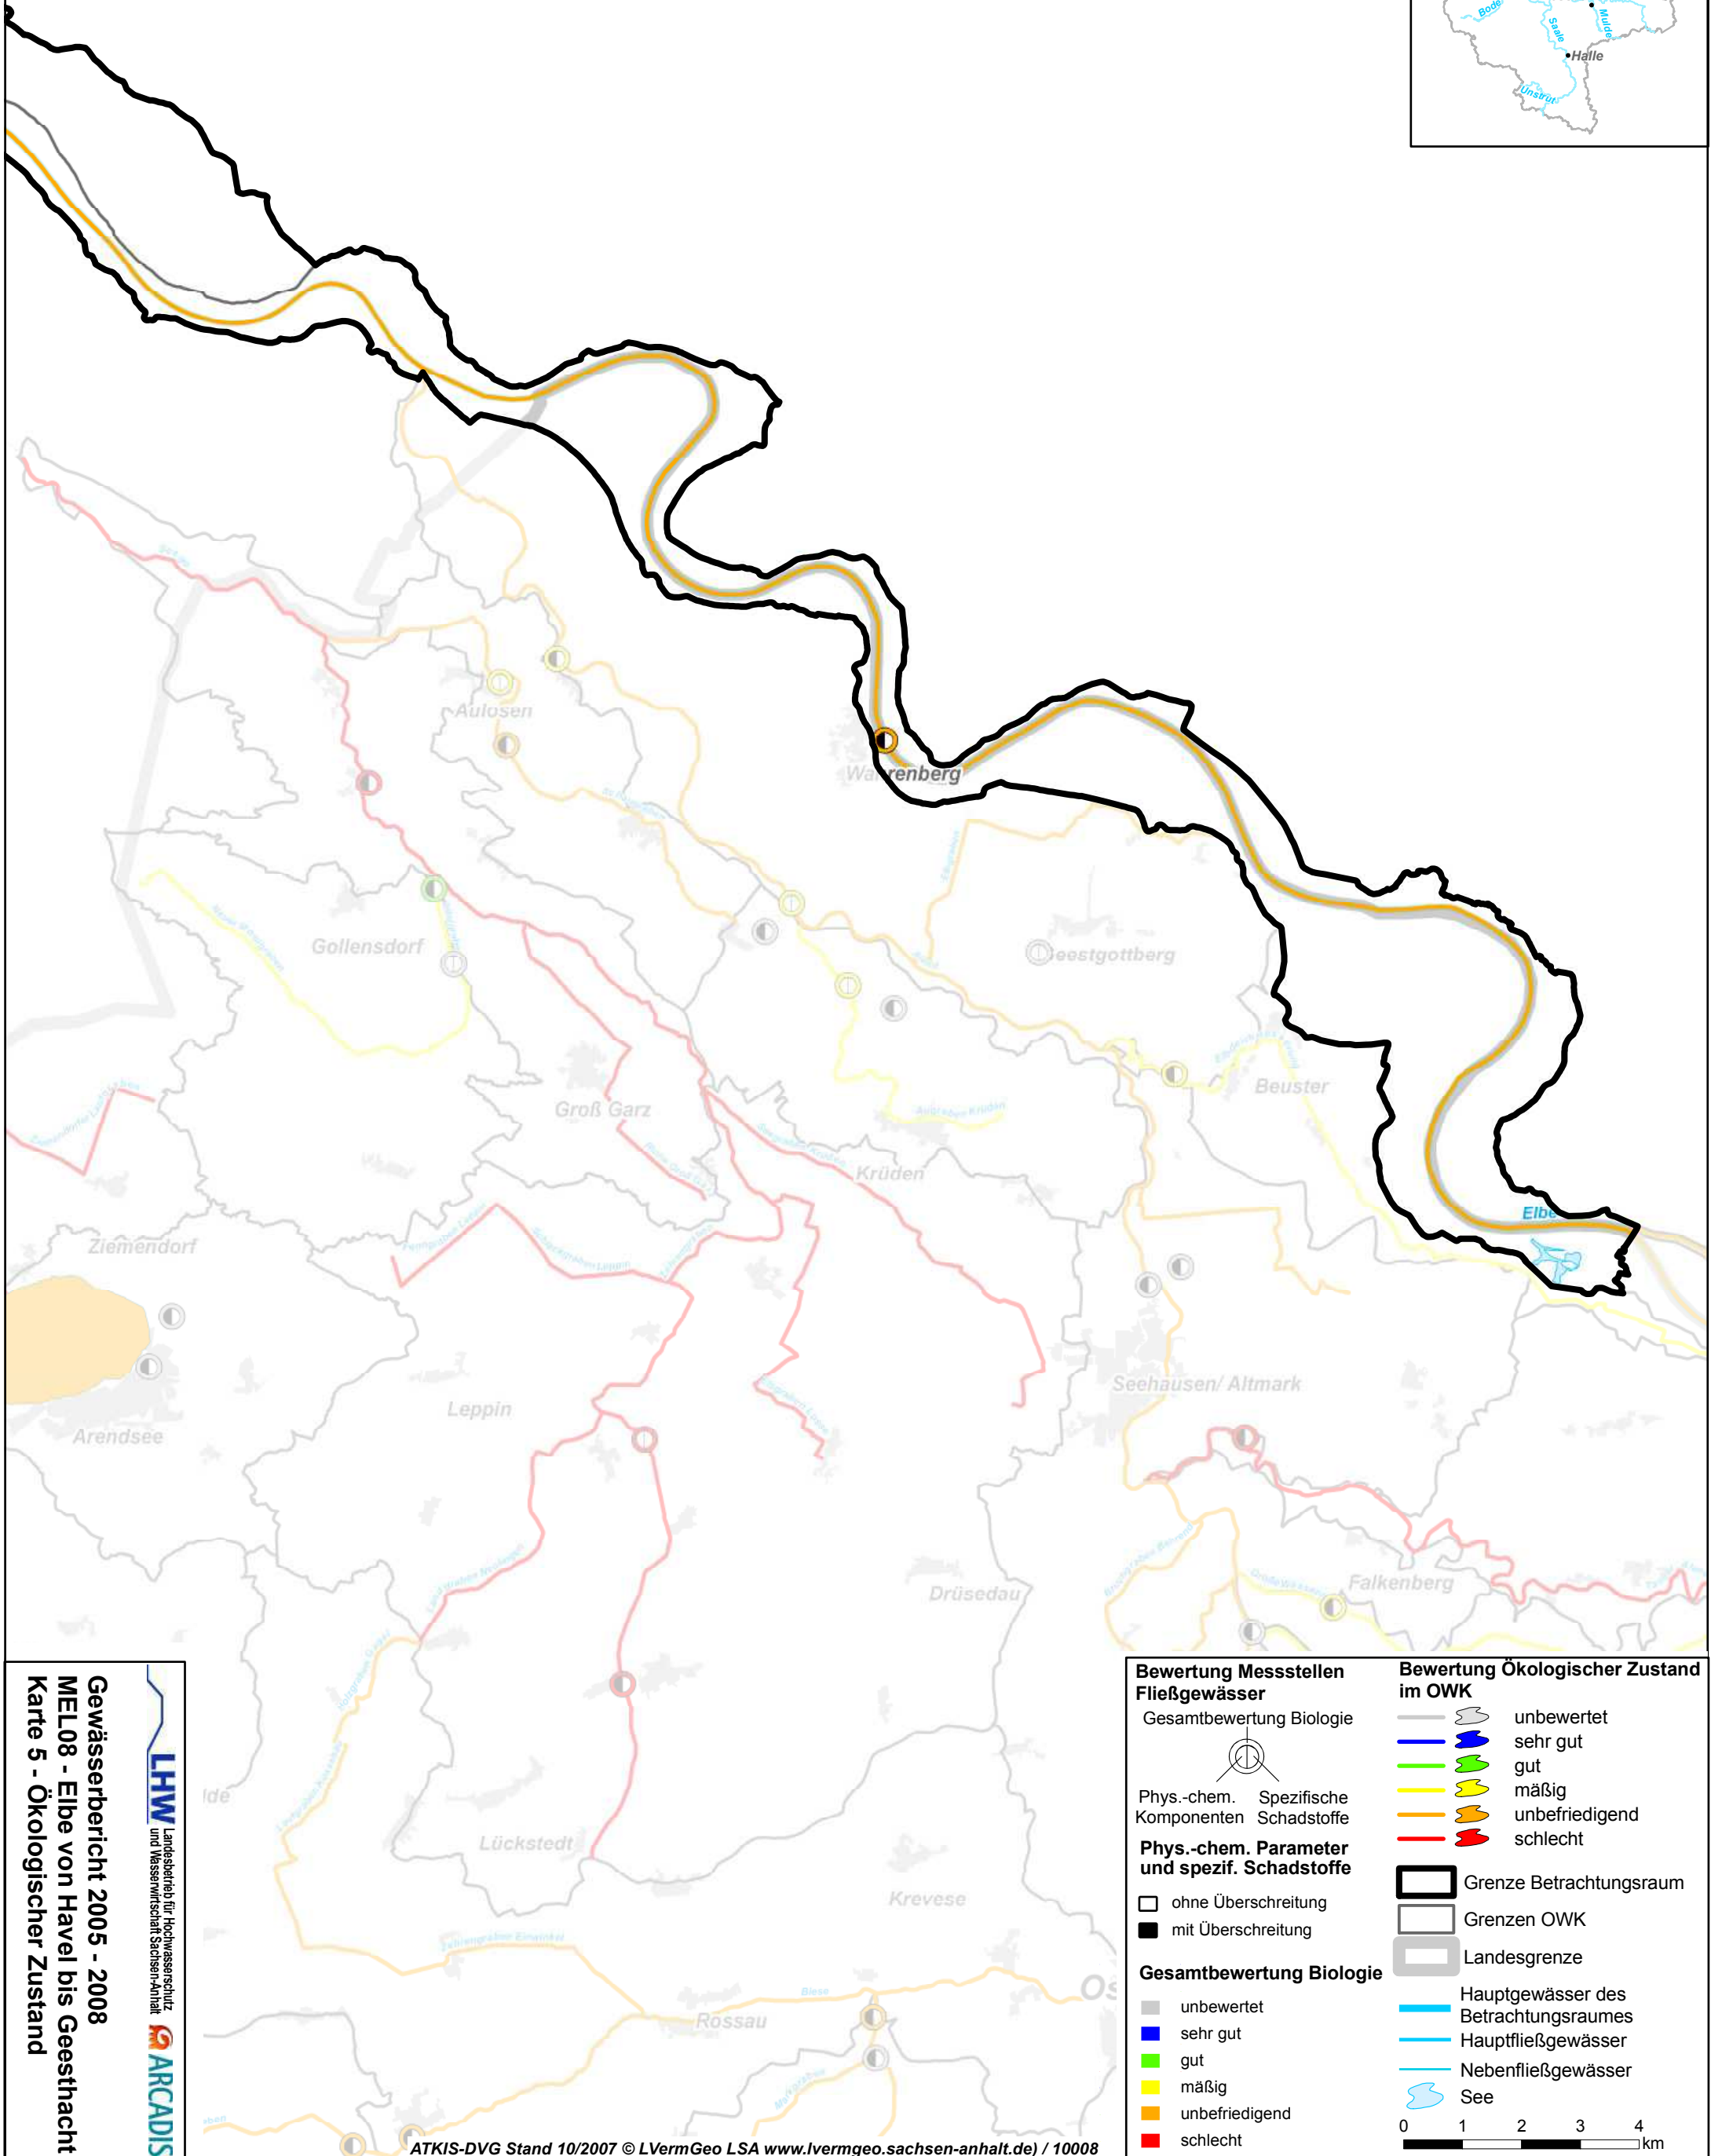 Bode
Saale
Mulde
Halle
Unstrut
Aulosen
Wahrenberg
Gollensdorf
Geestgottberg
Beuster
Groß Garz
Augraben Krüden
Krüden
Elbe
Ziemendorf
Seehausen/ Altmark
Leppin
Arendsee
Drüsedau
Falkenberg
Lückstedt
Krevese
Biese
Rossau
Markgraben
Bewertung Messstellen
Fließgewässer
Gesamtbewertung Biologie
Phys.-chem.
Komponenten
Spezifische
Schadstoffe
Phys.-chem. Parameter
und spezif. Schadstoffe
ohne Überschreitung
mit Überschreitung
Gesamtbewertung Biologie
unbewertet
sehr gut
gut
mäßig
unbefriedigend
schlecht
Bewertung Ökologischer Zustand
im OWK
unbewertet
sehr gut
gut
mäßig
unbefriedigend
schlecht
Grenze Betrachtungsraum
Grenzen OWK
Landesgrenze
Hauptgewässer des
Betrachtungsraumes
Hauptfließgewässer
Nebenfließgewässer
See
0 1 2 3 4
km
LHW
Landesbetrieb für Hochwasserschutz
und Wasserwirtschaft Sachsen-Anhalt
ARCADIS
Gewässerbericht 2005 - 2008
MEL08 - Elbe von Havel bis Geesthacht
Karte 5 - Ökologischer Zustand
ATKIS-DVG Stand 10/2007 © LVermGeo LSA www.lvermgeo.sachsen-anhalt.de) / 10008